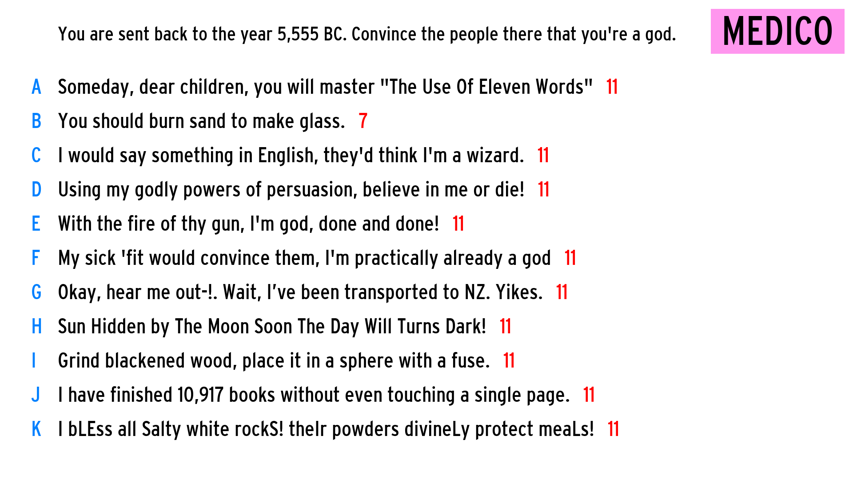 You are sent back to the year 5,555 BC. Convince the people there that you're a god.
MEDICO
A Someday, dear children, you will master "The Use Of Eleven Words" 11
B You should burn sand to make glass. 7
C I would say something in English, they'd think I'm a wizard. 11
D Using my godly powers of persuasion, believe in me or die! 11
E With the fire of thy gun, I'm god, done and done! 11
F My sick 'fit would convince them, I'm practically already a god 11
G Okay, hear me out-!. Wait, I’ve been transported to NZ. Yikes. 11
H Sun Hidden by The Moon Soon The Day Will Turns Dark! 11
I Grind blackened wood, place it in a sphere with a fuse. 11
J I have finished 10,917 books without even touching a single page. 11
K I bLEss all Salty white rockS! theIr powders divineLy protect meaLs! 11